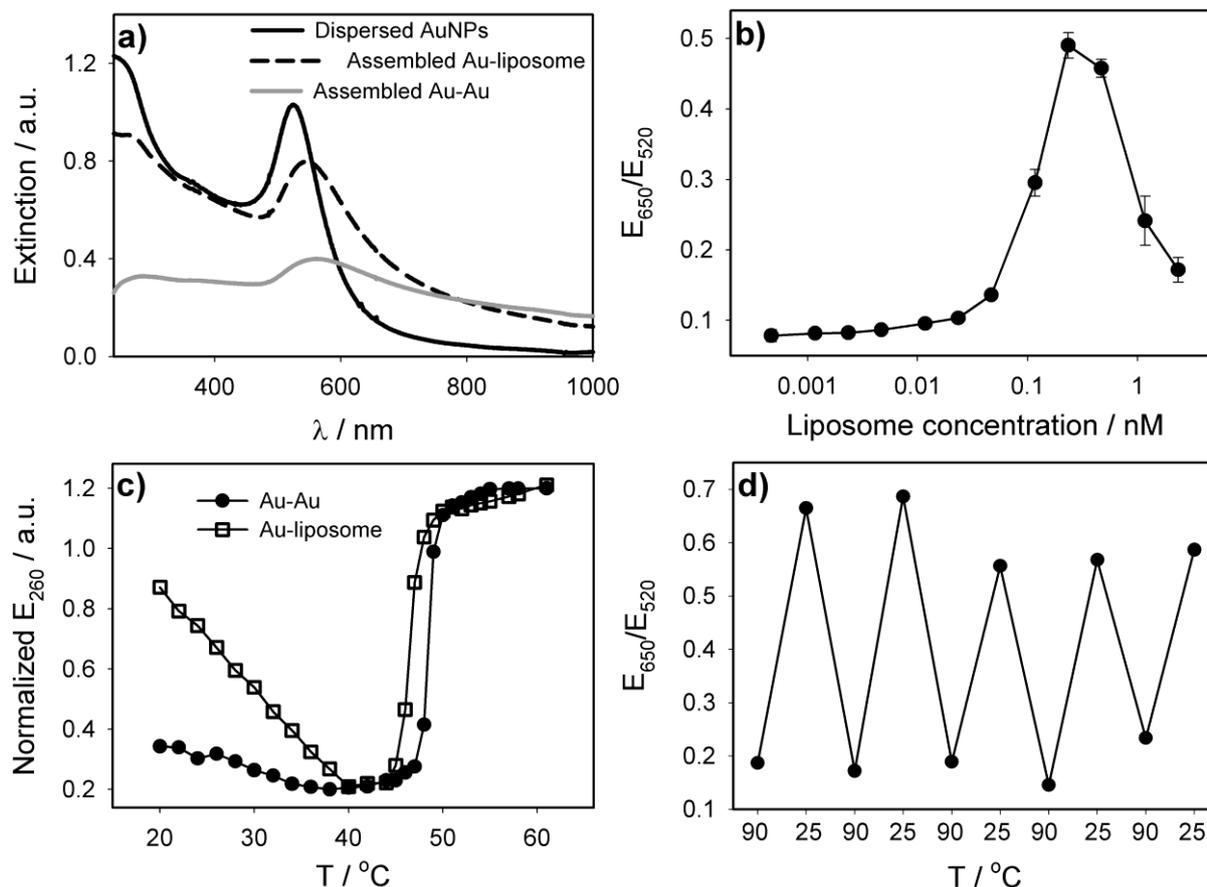 a)
Dispersed AuNPs
Assembled Au-liposome
Assembled Au-Au
Extinction / a.u.
1.2
0.8
0.4
0.0
400 600 800 1000
λ / nm
b)
E650/E520
0.5
0.4
0.3
0.2
0.1
0.001 0.01 0.1 1
Liposome concentration / nM
c)
Au-Au
Au-liposome
Normalized E260 / a.u.
1.2
1.0
0.8
0.6
0.4
0.2
20 30 40 50 60
T / °C
d)
E650/E520
0.7
0.6
0.5
0.4
0.3
0.2
0.1
90 25 90 25 90 25 90 25 90 25
T / °C